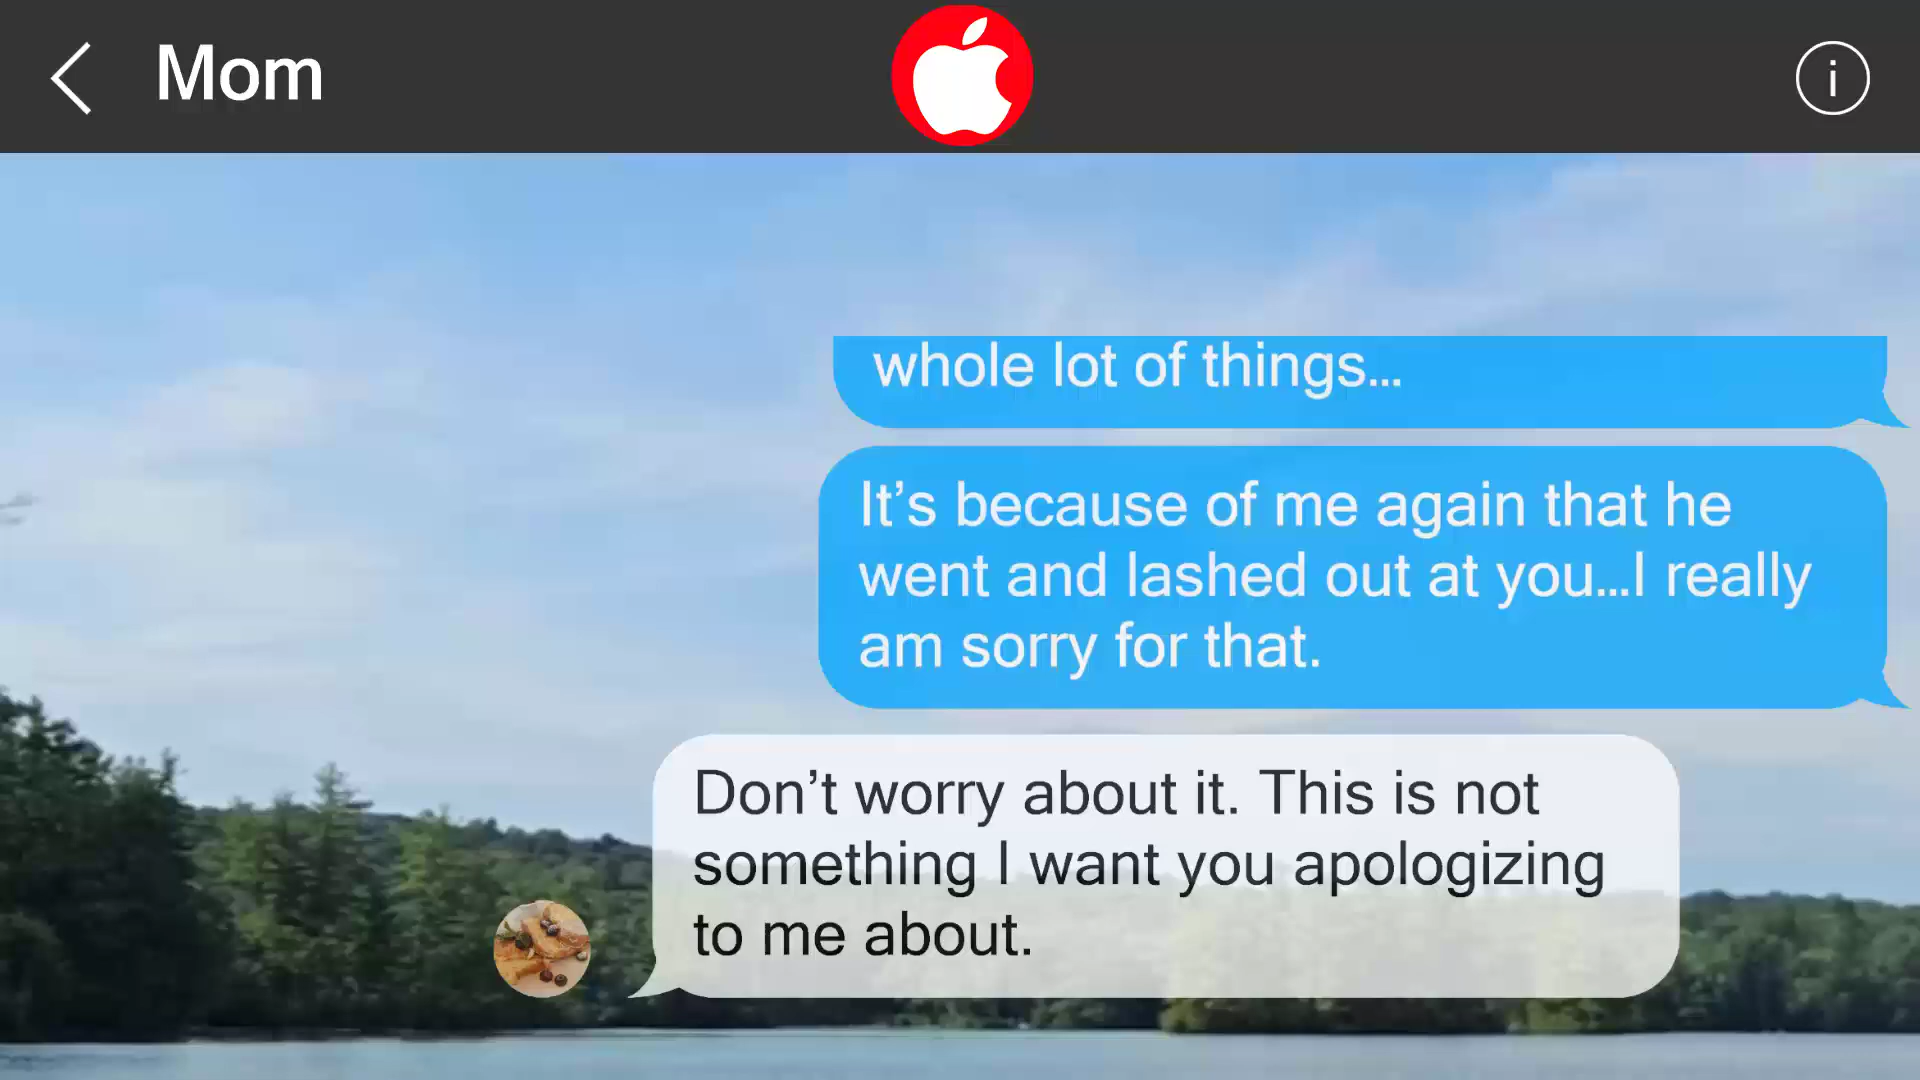 Mom
i
whole lot of things...
It’s because of me again that he
went and lashed out at you...I really
am sorry for that.
Don’t worry about it. This is not
something I want you apologizing
to me about.